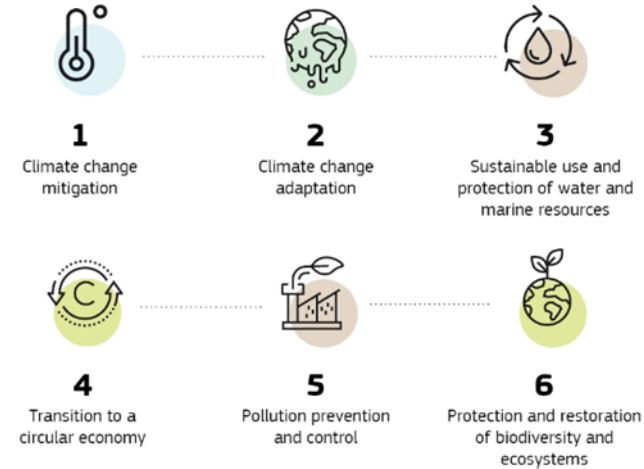 1
Climate change
mitigation
2
Climate change
adaptation
3
Sustainable use and
protection of water and
marine resources
C
4
Transition to a
circular economy
5
Pollution prevention
and control
6
Protection and restoration
of biodiversity and
ecosystems